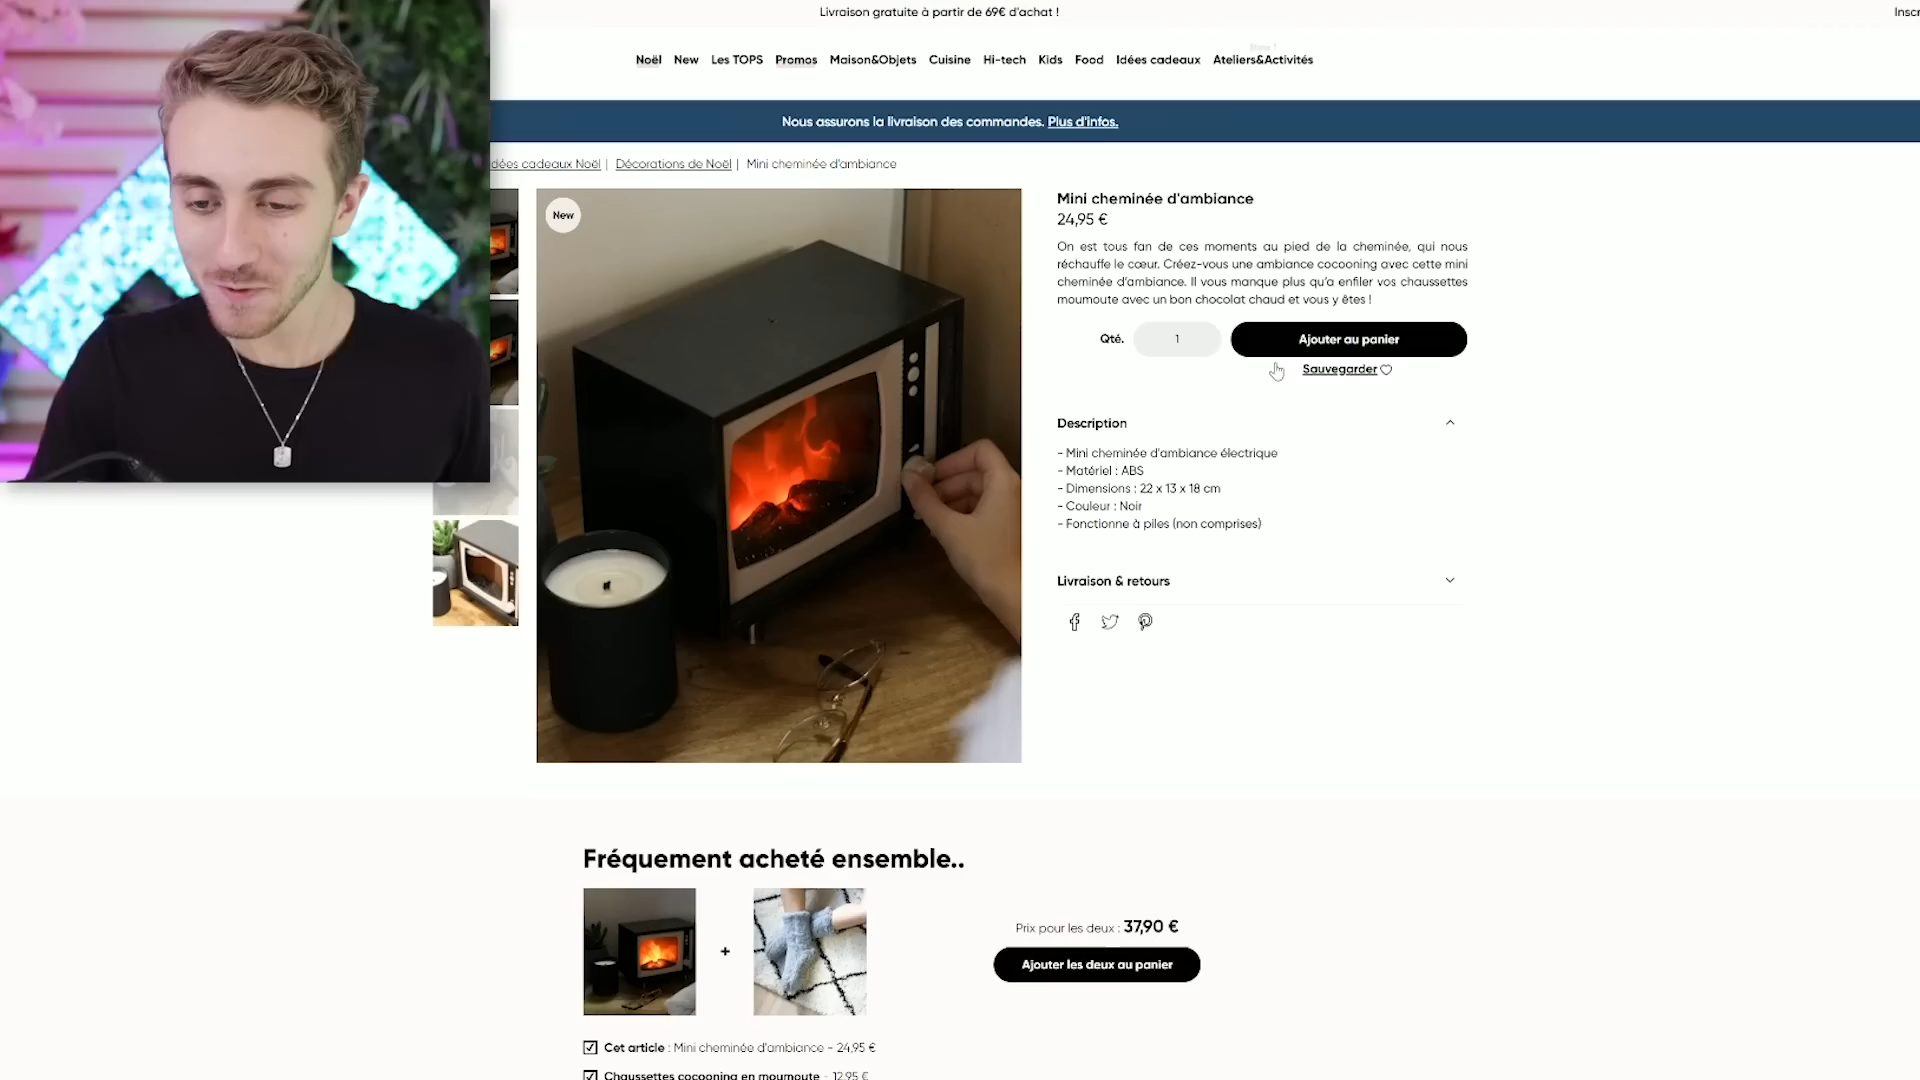 Livraison gratuite à partir de 69€ d'achat !
Noël New Les TOPS Promos Maison&Objets Cuisine Hi-tech Kids Food Idées cadeaux Ateliers&Activités
Nous assurons la livraison des commandes. Plus d'infos.
cadeaux Noël | Décorations de Noël | Mini cheminée d'ambiance
New
Mini cheminée d'ambiance
24,95 €
On est tous fan de ces moments au pied de la cheminée, qui nous
réchauffe le cœur. Créez-vous une ambiance cocooning avec cette mini
cheminée d'ambiance. Il vous manque plus qu'a enfiler vos chaussettes
moumoute avec un bon chocolat chaud et vous y êtes !
Qté. 1 Ajouter au panier
Sauvegarder
Description
- Mini cheminée d'ambiance électrique
- Matériel : ABS
- Dimensions : 22 x 13 x 18 cm
- Couleur : Noir
- Fonctionne à piles (non comprises)
Livraison & retours
Fréquement acheté ensemble..
+
Prix pour les deux : 37,90 €
Ajouter les deux au panier
Cet article : Mini cheminée d'ambiance - 24,95 €
Chaussettes cocooning en moumoute - 12,95 €